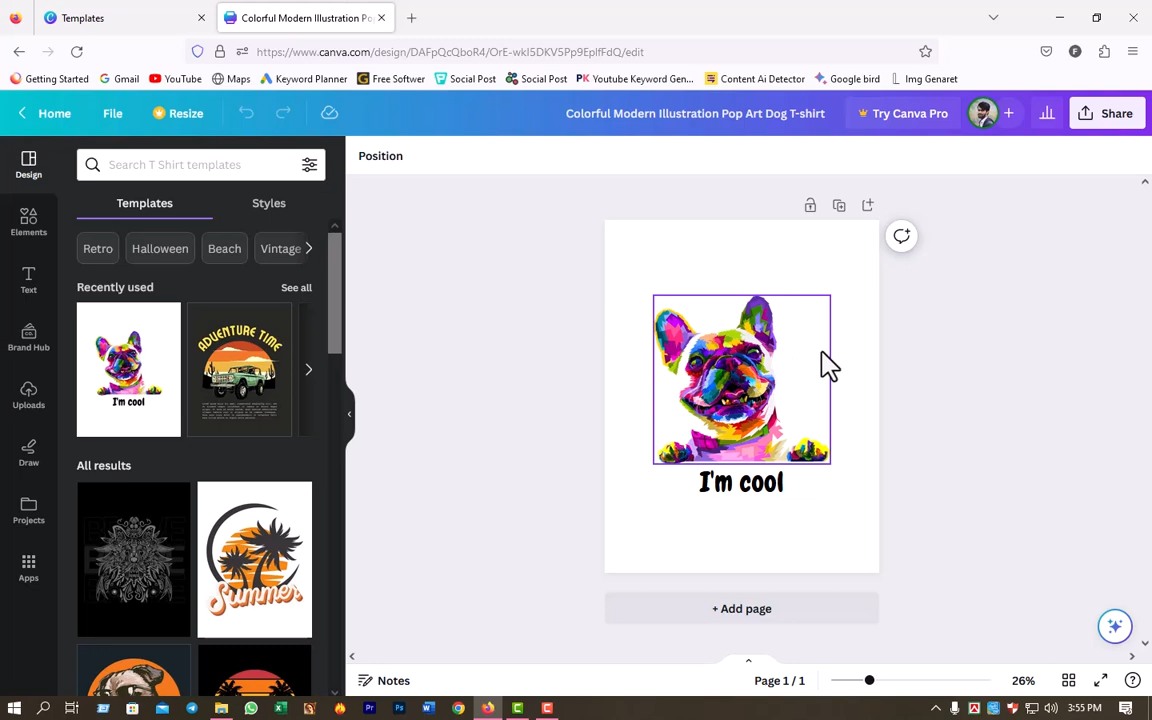 Templates
Colorful Modern Illustration Po
https://www.canva.com/design/DAFpQcQboR4/OrE-wkI5DKV5Pp9EpIfFdQ/edit
Getting Started
Gmail
YouTube
Maps
Keyword Planner
Free Softwer
Social Post
Social Post
PK Youtube Keyword Gen...
Content Ai Detector
Google bird
Img Genaret
Home
File
Resize
Colorful Modern Illustration Pop Art Dog T-shirt
Try Canva Pro
Share
Design
Elements
Text
Brand Hub
Uploads
Draw
Projects
Apps
Search T Shirt templates
Templates
Styles
Retro
Halloween
Beach
Vintage
Recently used
See all
I'm cool
ADVENTURE TIME
All results
Summer
Position
I'm cool
+ Add page
Notes
Page 1 / 1
26%
3:55 PM